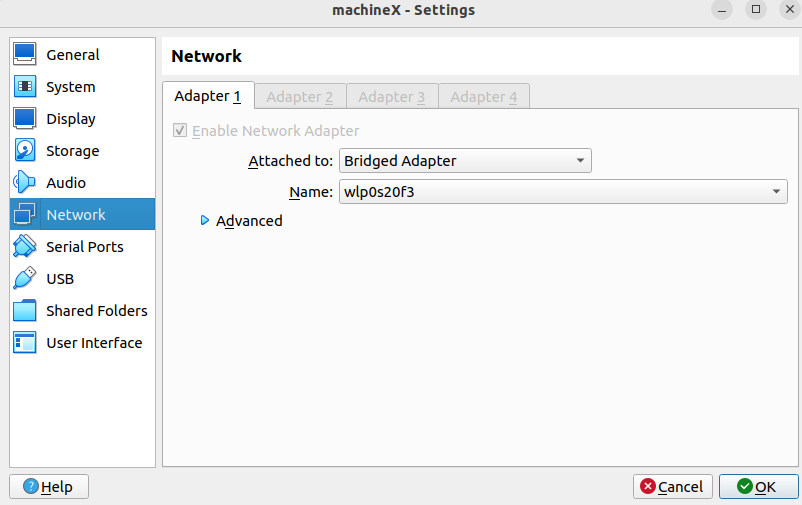 machineX - Settings
General
System
Display
Storage
Audio
Network
Serial Ports
USB
Shared Folders
User Interface
Network
Adapter 1 Adapter 2 Adapter 3 Adapter 4
Enable Network Adapter
Attached to: Bridged Adapter
Name: wlp0s20f3
Advanced
Help Cancel OK